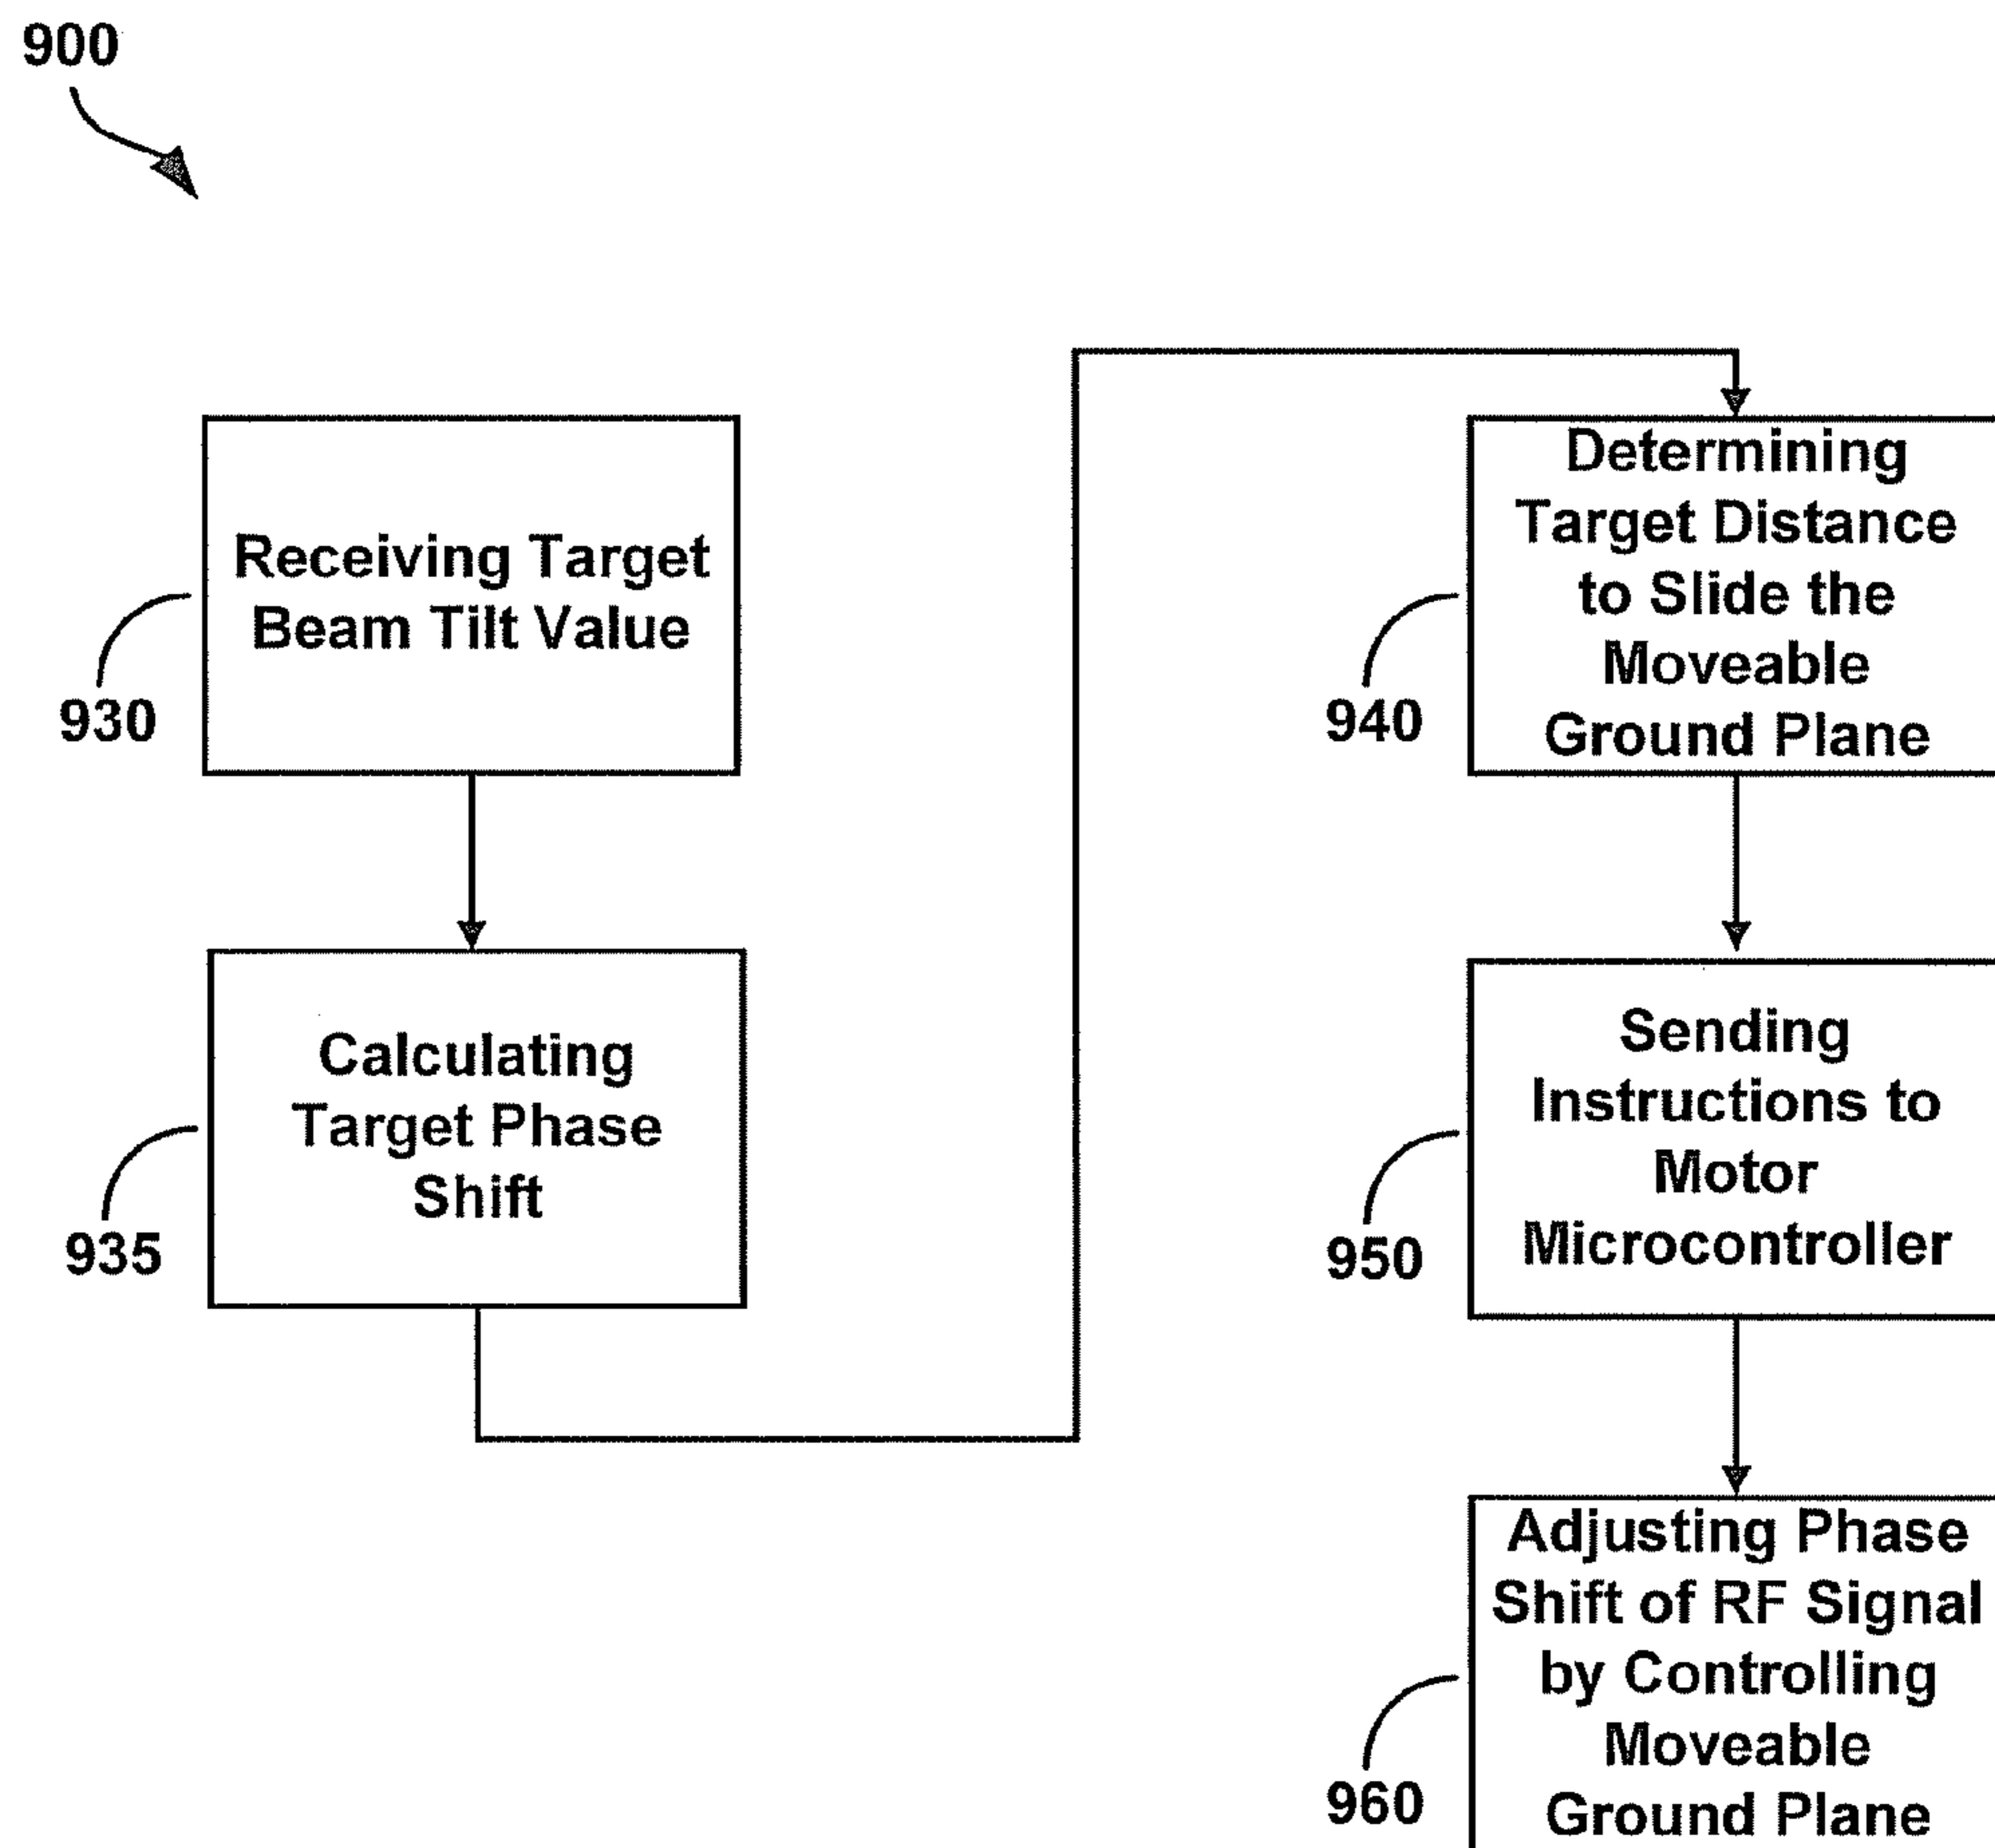 900
Receiving Target
Beam Tilt Value
930
Calculating
Target Phase
Shift
935
Determining
Target Distance
to Slide the
Moveable
Ground Plane
940
Sending
Instructions to
Motor
Microcontroller
950
Adjusting Phase
Shift of RF Signal
by Controlling
Moveable
Ground Plane
960